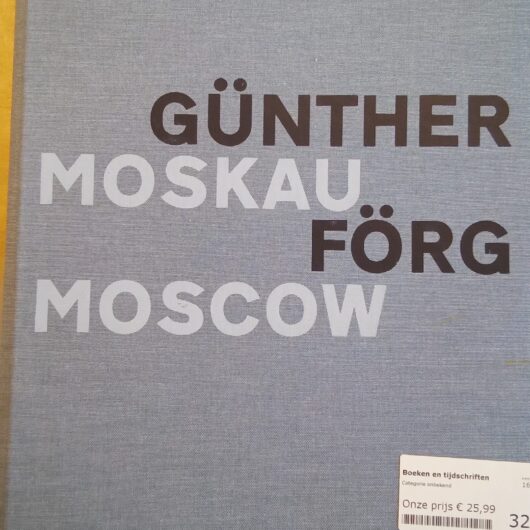 GÜNTHER
MOSKAU
FÖRG
MOSCOW
Boeken en tijdschriften
Categorie onbekend
Onze prijs € 25,99
32